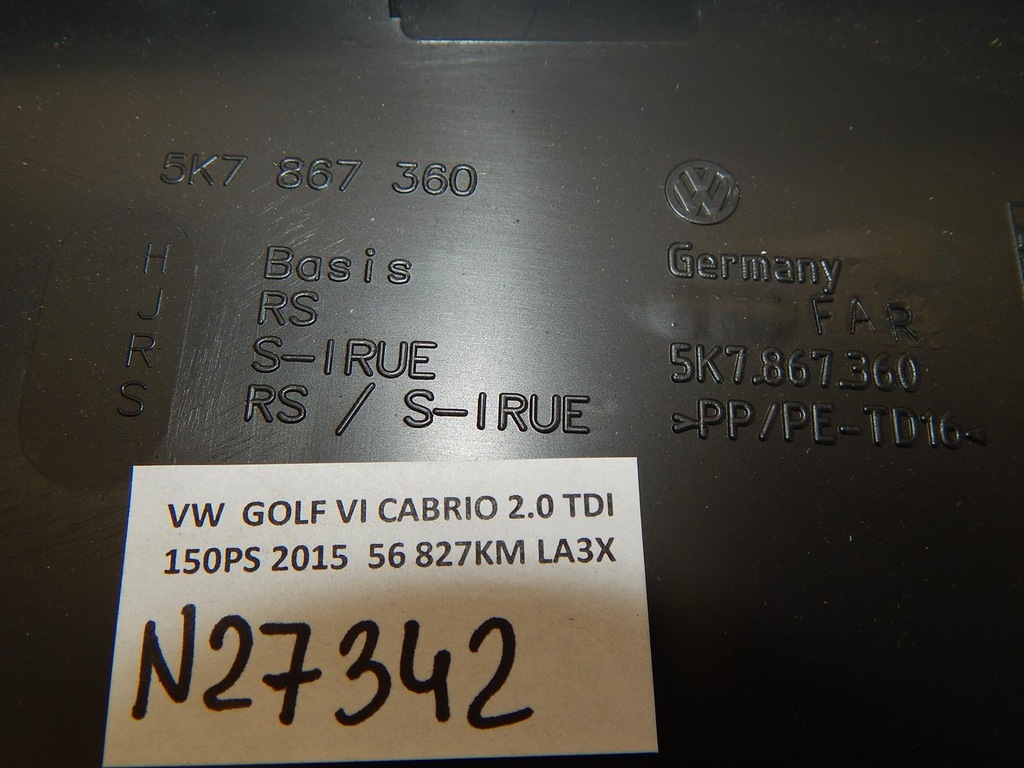 5K7 867 360
H Basis
J RS
R S-IRUE
S RS / S-IRUE
VW
Germany
FAR
5K7.867.360
>PP/PE-TD16<
VW GOLF VI CABRIO 2.0 TDI
150PS 2015 56 827KM LA3X
N27342